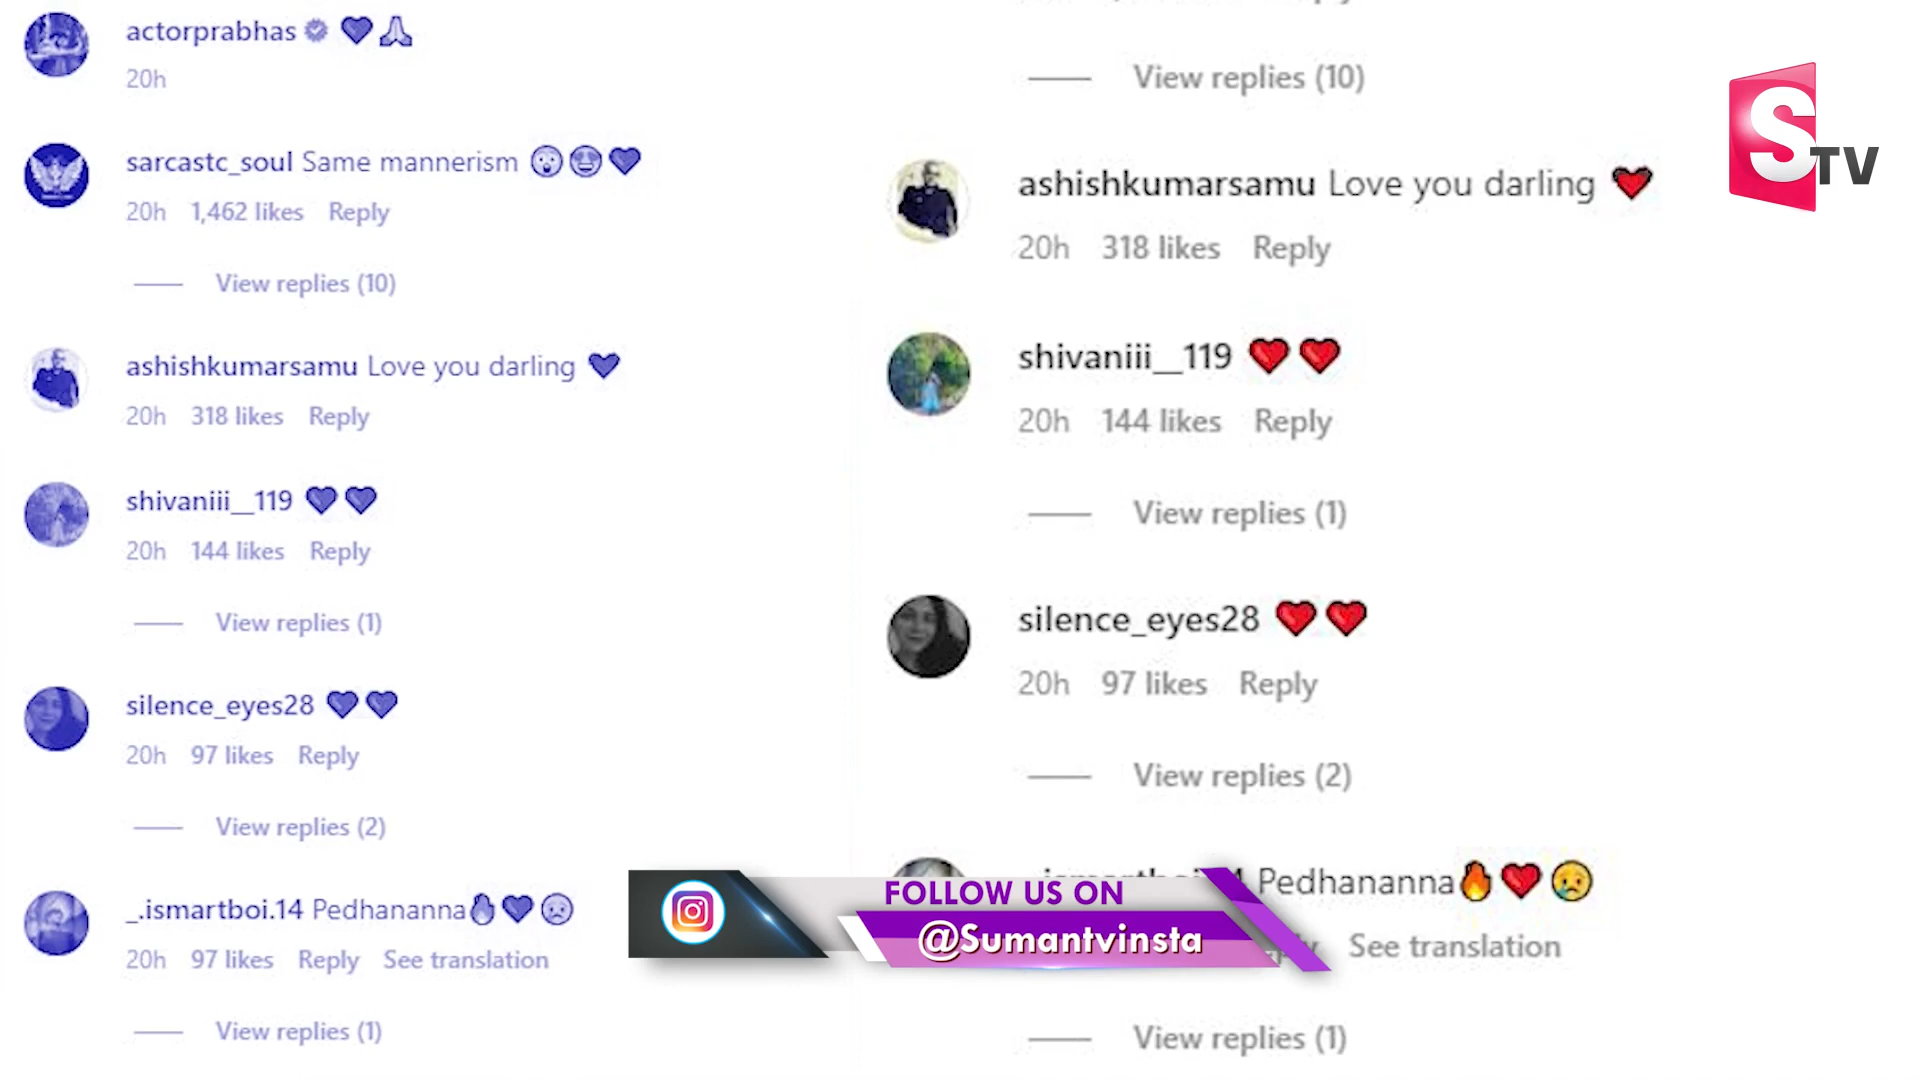 actorprabhas ❤🙏
20h
sarcastc_soul Same mannerism 😮😍❤
20h 1,462 likes Reply
View replies (10)
ashishkumarsamu Love you darling ❤
20h 318 likes Reply
shivaniii__119 ❤❤
20h 144 likes Reply
View replies (1)
silence_eyes28 ❤❤
20h 97 likes Reply
View replies (2)
_.ismartboi.14 Pedhananna🔥❤😢
20h 97 likes Reply See translation
View replies (1)
View replies (10)
ashishkumarsamu Love you darling ❤
20h 318 likes Reply
shivaniii__119 ❤❤
20h 144 likes Reply
View replies (1)
silence_eyes28 ❤❤
20h 97 likes Reply
View replies (2)
Pedhananna🔥❤😢
See translation
View replies (1)
S TV
FOLLOW US ON
@Sumantvinsta